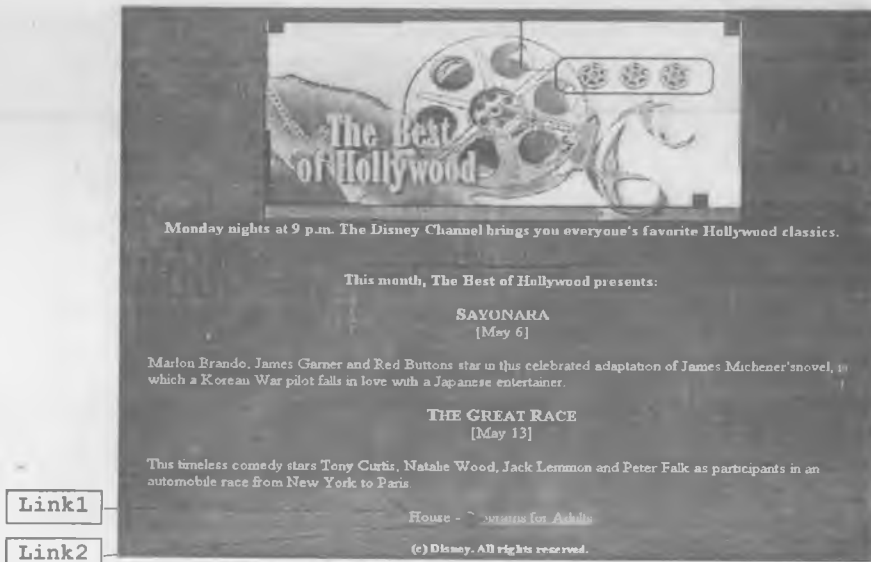 The Best
of Hollywood
Monday nights at 9 p.m. The Disney Channel brings you everyone's favorite Hollywood classics.
This month, The Best of Hollywood presents:
SAYONARA
[May 6]
Marlon Brando, James Garner and Red Buttons star in this celebrated adaptation of James Michener'snovel, in
which a Korean War pilot falls in love with a Japanese entertainer.
THE GREAT RACE
[May 13]
This timeless comedy stars Tony Curtis, Natalie Wood, Jack Lemmon and Peter Falk as participants in an
automobile race from New York to Paris.
Link1
House - for Adults
Link2
(c) Disney. All rights reserved.